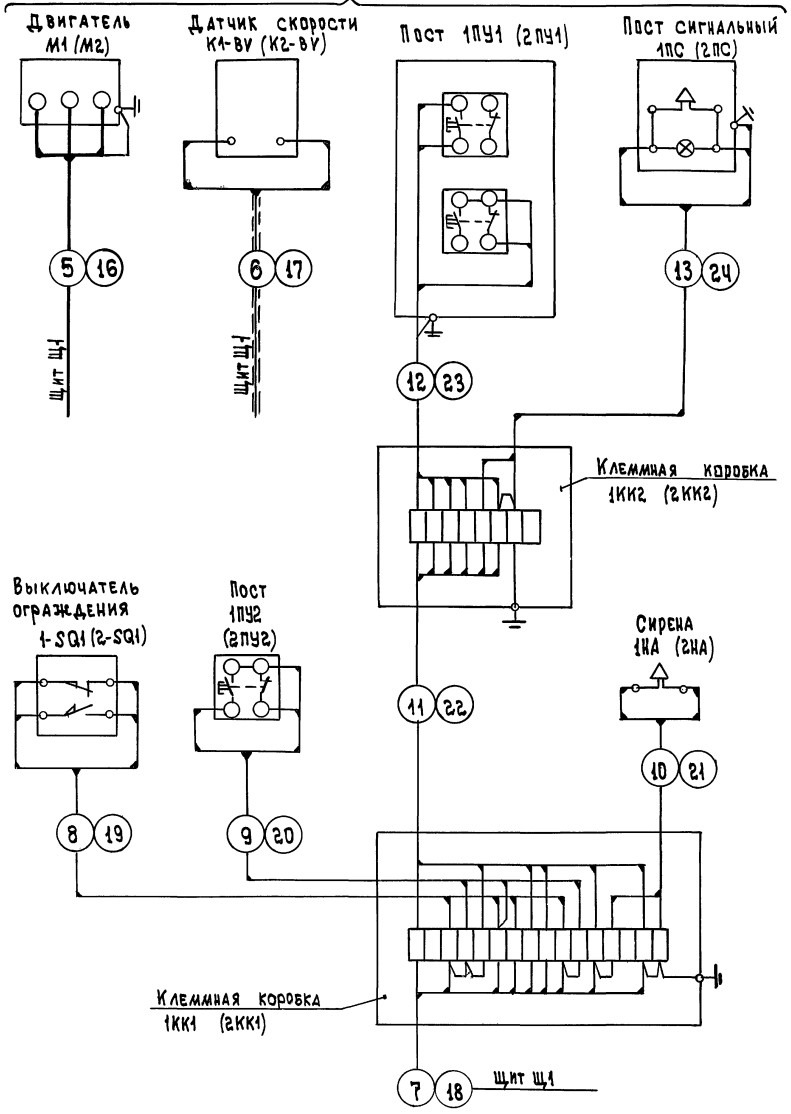 Двигатель
М1 (М2)
Датчик скорости
К1-BV (К2-BV)
Пост 1ПУ1 (2ПУ1)
Пост сигнальный
1ПС (2ПС)
5 16
6 17
13 24
Щит Щ1
Щит Щ1
12 23
Клеммная коробка
1КК2 (2КК2)
Выключатель
ограждения
1-SQ1 (2-SQ1)
Пост
1ПУ2
(2ПУ2)
Сирена
1НА (2НА)
11 22
10 21
8 19
9 20
Клеммная коробка
1КК1 (2КК1)
7 18 Щит Щ1